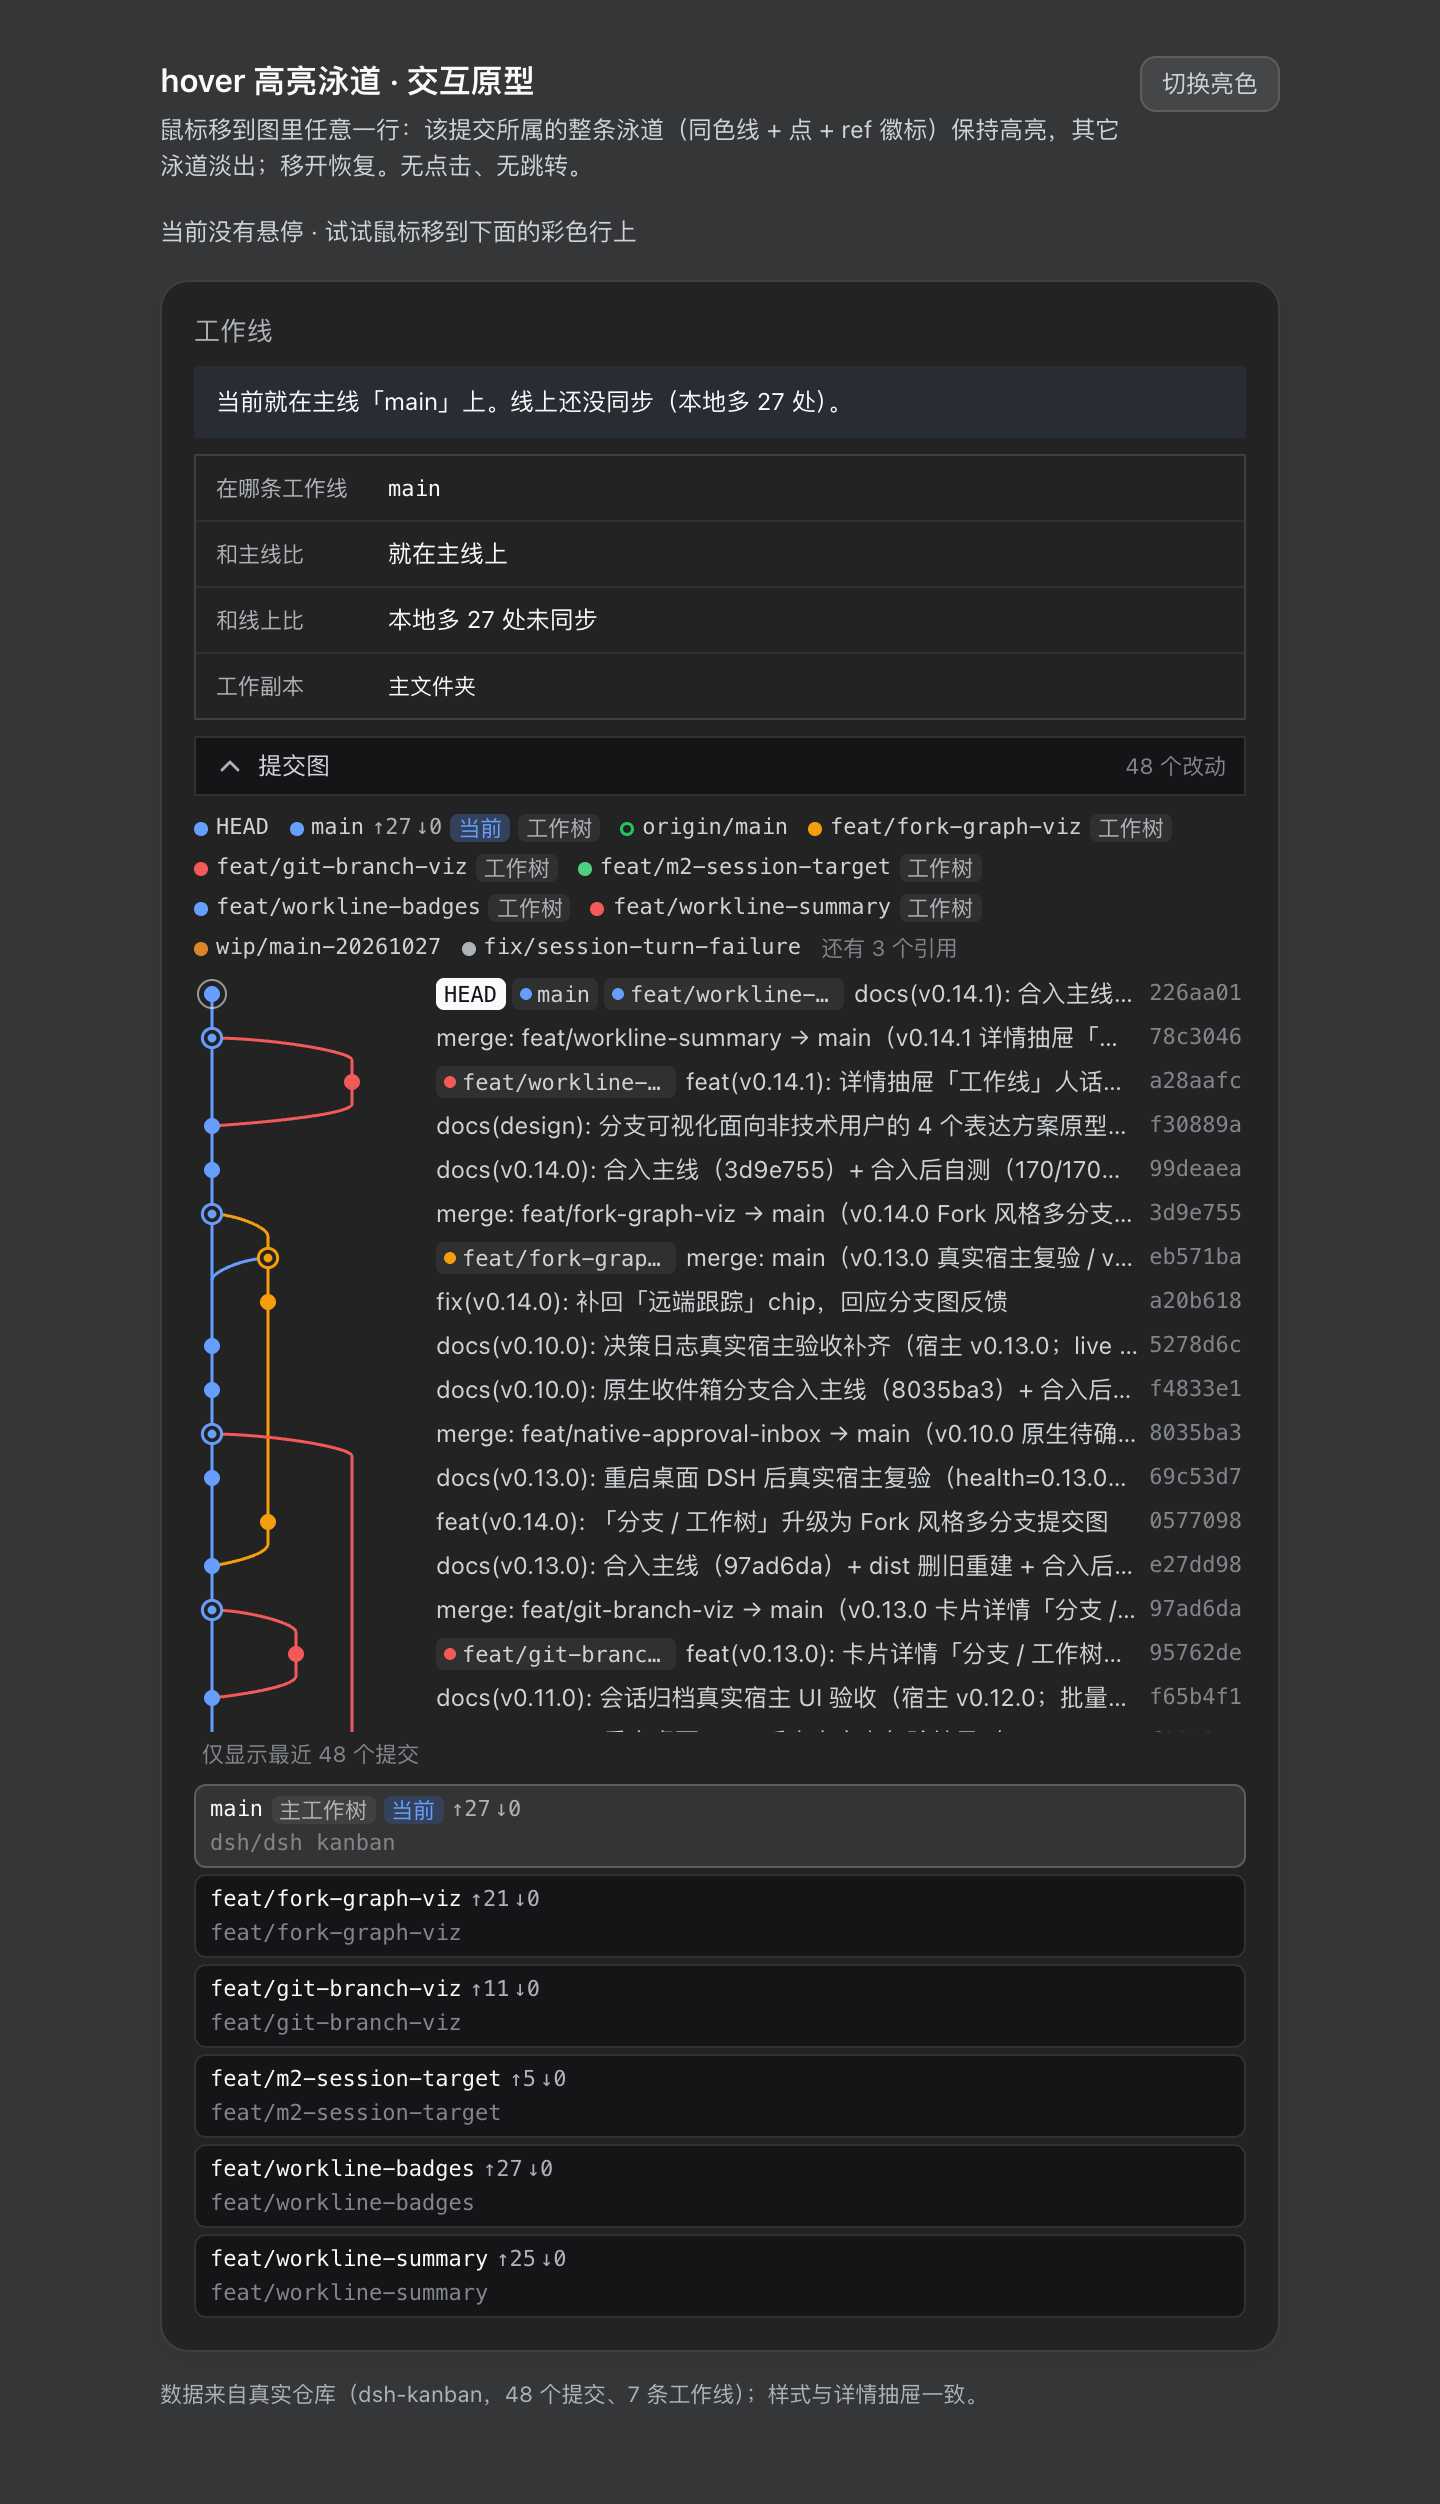 hover 高亮泳道 · 交互原型
切换亮色
鼠标移到图里任意一行：该提交所属的整条泳道（同色线 + 点 + ref 徽标）保持高亮，其它
泳道淡出；移开恢复。无点击、无跳转。
当前没有悬停 · 试试鼠标移到下面的彩色行上
工作线
当前就在主线「main」上。线上还没同步（本地多 27 处）。
在哪条工作线 main
和主线比 就在主线上
和线上比 本地多 27 处未同步
工作副本 主文件夹
提交图 48 个改动
HEAD main ↑27↓0 当前 工作树 origin/main feat/fork-graph-viz 工作树
feat/git-branch-viz 工作树 feat/m2-session-target 工作树
feat/workline-badges 工作树 feat/workline-summary 工作树
wip/main-20261027 fix/session-turn-failure 还有 3 个引用
HEAD main feat/workline-… docs(v0.14.1): 合入主线… 226aa01
merge: feat/workline-summary → main（v0.14.1 详情抽屉「… 78c3046
feat/workline-… feat(v0.14.1): 详情抽屉「工作线」人话… a28aafc
docs(design): 分支可视化面向非技术用户的 4 个表达方案原型… f30889a
docs(v0.14.0): 合入主线（3d9e755）+ 合入后自测（170/170… 99deaea
merge: feat/fork-graph-viz → main（v0.14.0 Fork 风格多分支… 3d9e755
feat/fork-grap… merge: main（v0.13.0 真实宿主复验 / v… eb571ba
fix(v0.14.0): 补回「远端跟踪」chip，回应分支图反馈 a20b618
docs(v0.10.0): 决策日志真实宿主验收补齐（宿主 v0.13.0；live … 5278d6c
docs(v0.10.0): 原生收件箱分支合入主线（8035ba3）+ 合入后… f4833e1
merge: feat/native-approval-inbox → main（v0.10.0 原生待确… 8035ba3
docs(v0.13.0): 重启桌面 DSH 后真实宿主复验（health=0.13.0… 69c53d7
feat(v0.14.0): 「分支 / 工作树」升级为 Fork 风格多分支提交图 0577098
docs(v0.13.0): 合入主线（97ad6da）+ dist 删旧重建 + 合入后… e27dd98
merge: feat/git-branch-viz → main（v0.13.0 卡片详情「分支 /… 97ad6da
feat/git-branc… feat(v0.13.0): 卡片详情「分支 / 工作树… 95762de
docs(v0.11.0): 会话归档真实宿主 UI 验收（宿主 v0.12.0；批量… f65b4f1
仅显示最近 48 个提交
main 主工作树 当前 ↑27↓0
dsh/dsh kanban
feat/fork-graph-viz ↑21↓0
feat/fork-graph-viz
feat/git-branch-viz ↑11↓0
feat/git-branch-viz
feat/m2-session-target ↑5↓0
feat/m2-session-target
feat/workline-badges ↑27↓0
feat/workline-badges
feat/workline-summary ↑25↓0
feat/workline-summary
数据来自真实仓库（dsh-kanban，48 个提交、7 条工作线）；样式与详情抽屉一致。